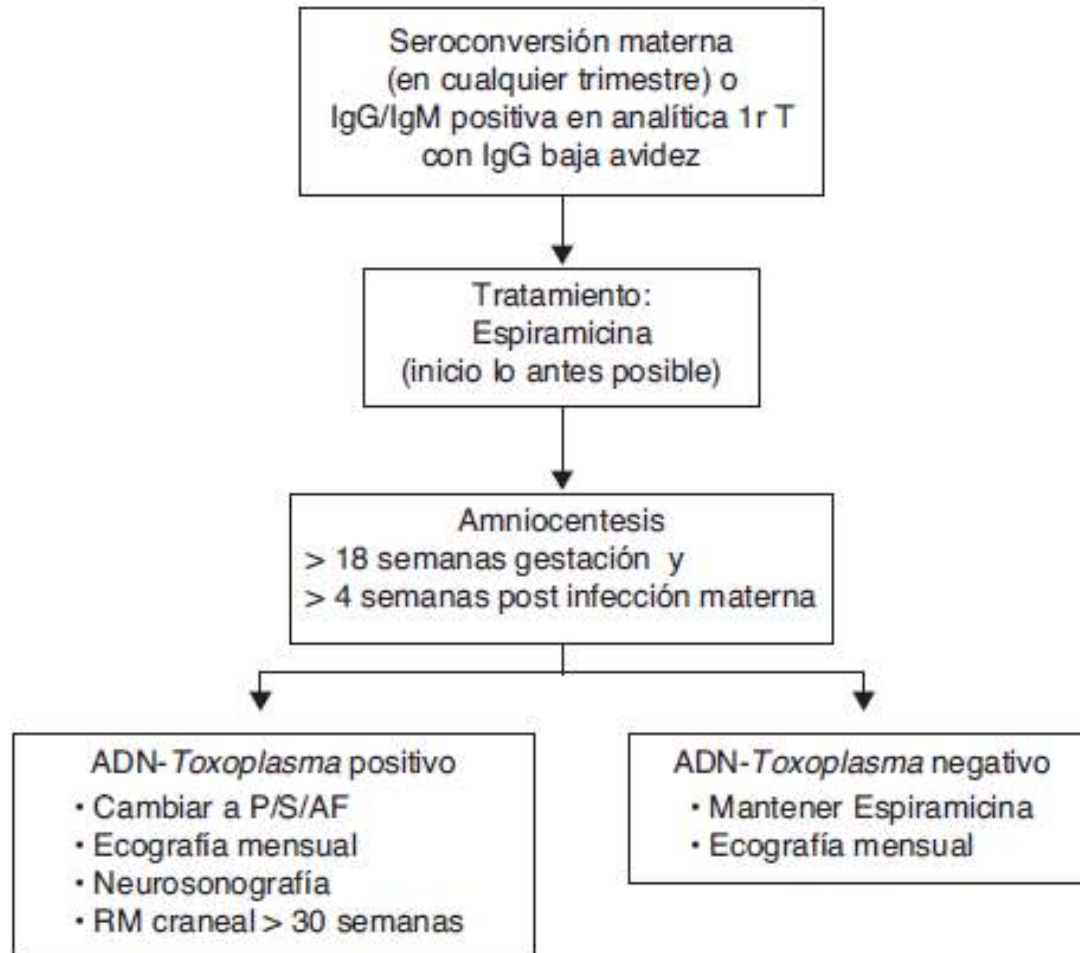 Seroconversión materna
(en cualquier trimestre) o
IgG/IgM positiva en analítica 1r T
con IgG baja avidez
Tratamiento:
Espiramicina
(inicio lo antes posible)
Amniocentesis
> 18 semanas gestación y
> 4 semanas post infección materna
ADN-Toxoplasma positivo
• Cambiar a P/S/AF
• Ecografía mensual
• Neurosonografía
• RM craneal > 30 semanas
ADN-Toxoplasma negativo
• Mantener Espiramicina
• Ecografía mensual